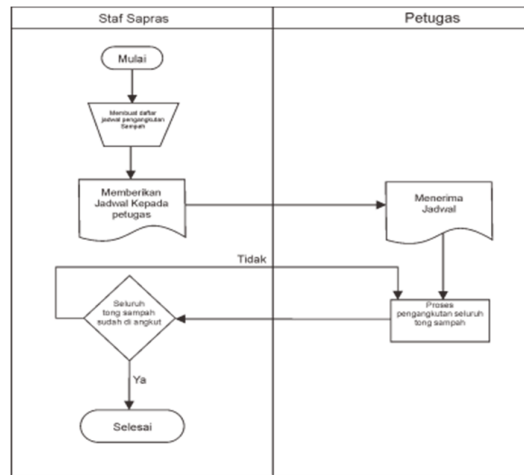 Staf Sapras
Petugas
Mulai
Membuat daftar
jadwal pengangkutan
Sampah
Memberikan
Jadwal Kepada
petugas
Menerima
Jadwal
Tidak
Seluruh
tong sampah
sudah di angkut
Proses
pengangkutan seluruh
tong sampah
Ya
Selesai